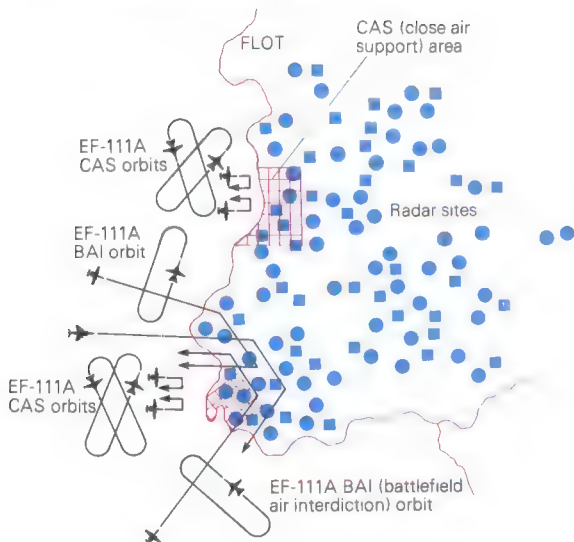 FLOT
CAS (close air
support) area
EF-111A
CAS orbits
EF-111A
BAI orbit
Radar sites
EF-111A
CAS orbits
EF-111A BAI (battlefield
air interdiction) orbit